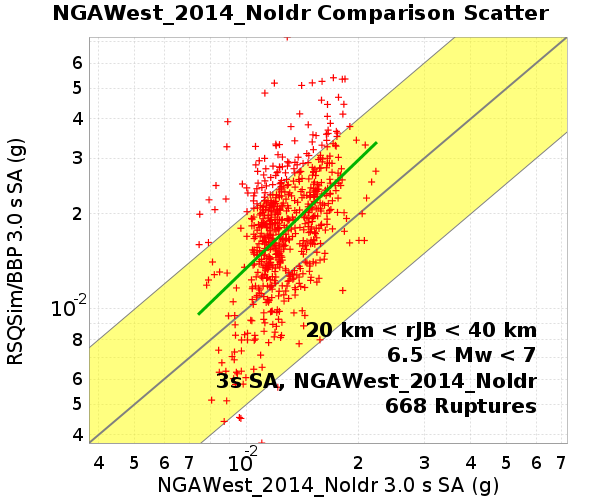 NGAWest_2014_NoIdr Comparison Scatter
RSQSim/BBP 3.0 s SA (g)
6
5
4
3
2
10^-2
8
6
5
4
20 km < rJB < 40 km
6.5 < Mw < 7
3s SA, NGAWest_2014_NoIdr
668 Ruptures
4 5 6 7 10^-2 2 3 4 5 6 7
NGAWest_2014_NoIdr 3.0 s SA (g)